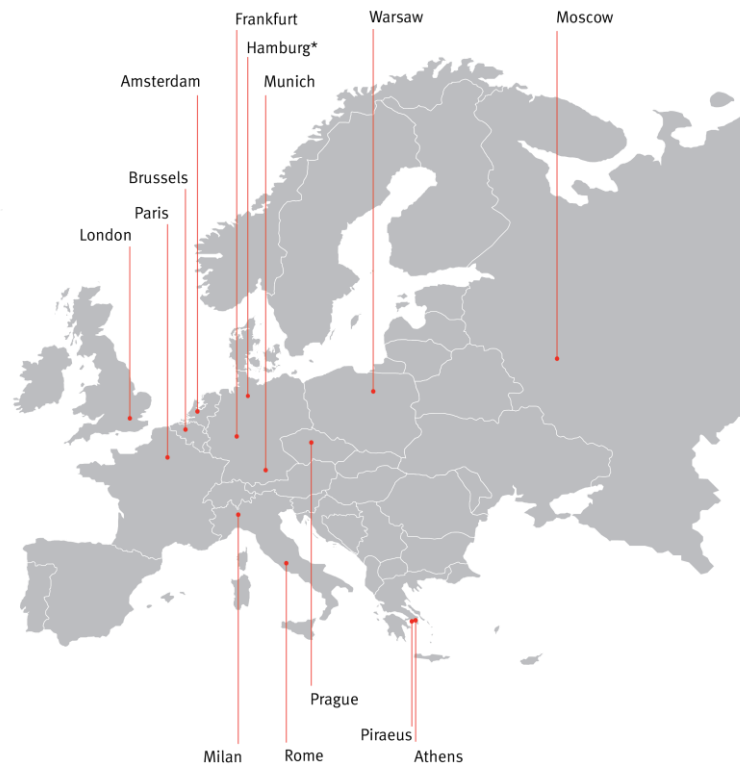 Frankfurt
Warsaw
Moscow
Hamburg*
Amsterdam
Munich
Brussels
Paris
London
Prague
Piraeus
Milan
Rome
Athens